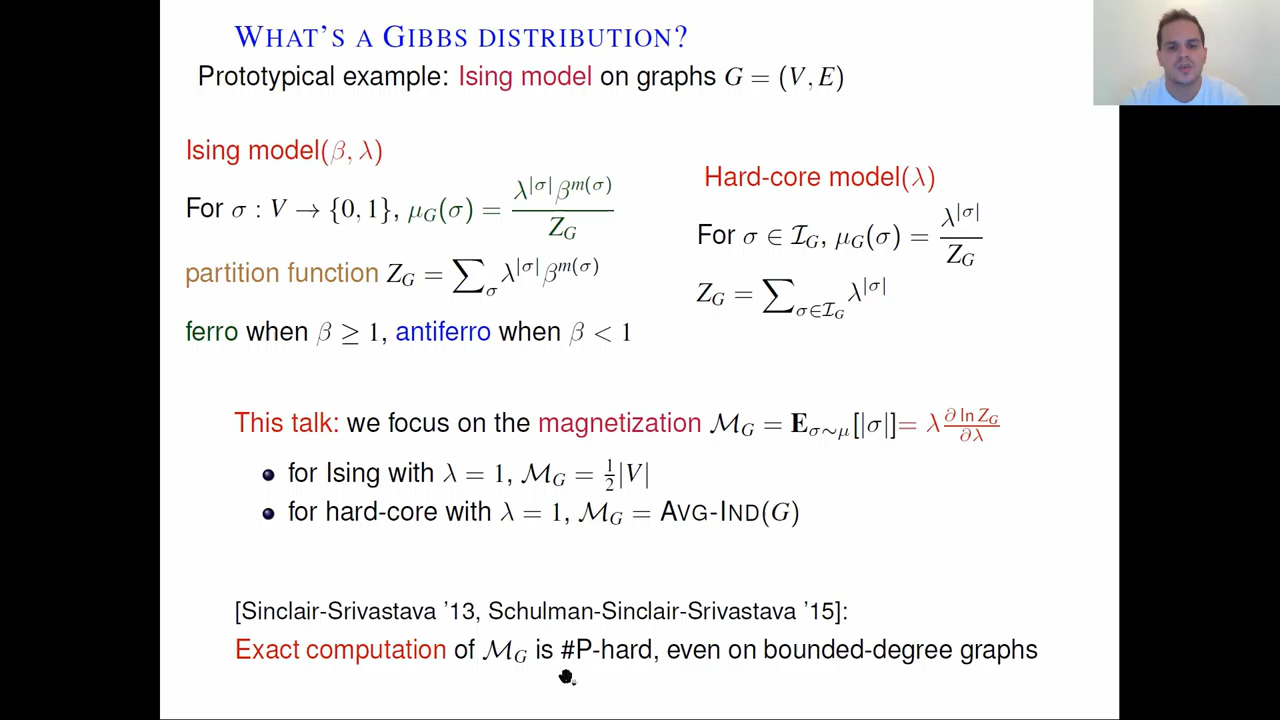 WHAT'S A GIBBS DISTRIBUTION?
Prototypical example: Ising model on graphs G = (V, E)
Ising model(β, λ)
For σ : V → {0, 1}, μ_G(σ) = λ^{|σ|} β^{m(σ)} / Z_G
partition function Z_G = ∑_σ λ^{|σ|} β^{m(σ)}
ferro when β ≥ 1, antiferro when β < 1
Hard-core model(λ)
For σ ∈ ℐ_G, μ_G(σ) = λ^{|σ|} / Z_G
Z_G = ∑_{σ∈ℐ_G} λ^{|σ|}
This talk: we focus on the magnetization ℳ_G = E_{σ∼μ}[|σ|] = λ ∂ ln Z_G / ∂λ
for Ising with λ = 1, ℳ_G = 1/2 |V|
for hard-core with λ = 1, ℳ_G = AVG-IND(G)
[Sinclair-Srivastava '13, Schulman-Sinclair-Srivastava '15]:
Exact computation of ℳ_G is #P-hard, even on bounded-degree graphs